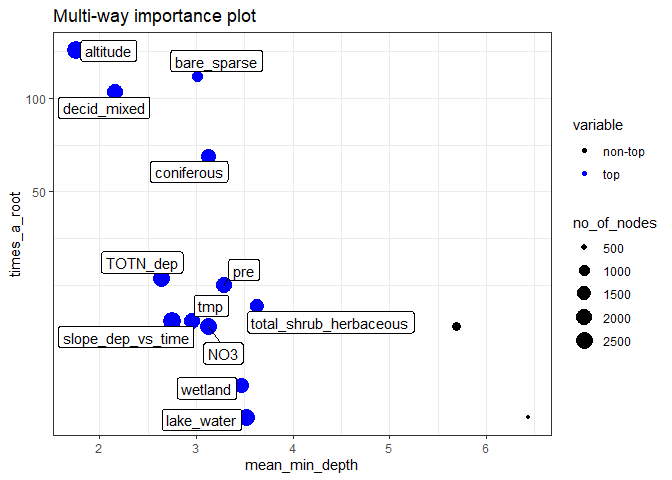 Multi-way importance plot
altitude
bare_sparse
decid_mixed
coniferous
TOTN_dep
pre
tmp
total_shrub_herbaceous
slope_dep_vs_time
NO3
wetland
lake_water
100
50
times_a_root
2
3
4
5
6
mean_min_depth
variable
non-top
top
no_of_nodes
500
1000
1500
2000
2500